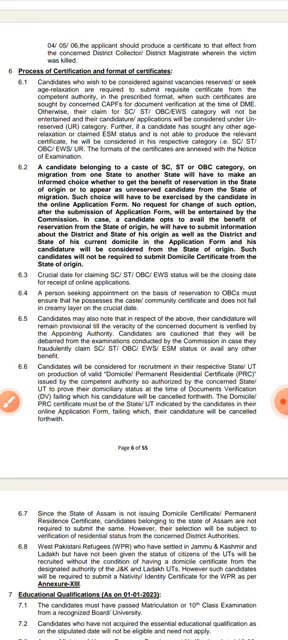 04/ 05/ 06,the applicant should produce a certificate to that effect from
the concerned District Collector/ District Magistrate wherein the victim
was killed.
6 Process of Certification and format of certificates:
6.1 Candidates who wish to be considered against vacancies reserved/ or seek
age-relaxation are required to submit requisite certificate from the
competent authority, in the prescribed format, when such certificates are
sought by concerned CAPFs for document verification at the time of DME.
Otherwise, their claim for SC/ ST/ OBC/EWS category will not be
entertained and their candidature/ applications will be considered under Un-
reserved (UR) category. Further, if a candidate has sought any other age-
relaxation or claimed ESM status and is not able to produce the relevant
certificate, he will be considered in his respective category i.e. SC/ ST/
OBC/ EWS/ UR. The formats of the certificates are annexed with the Notice
of Examination.
6.2 A candidate belonging to a caste of SC, ST or OBC category, on
migration from one State to another State will have to make an
informed choice whether to get the benefit of reservation in the State
of origin or to appear as unreserved candidate from the State of
migration. Such choice will have to be exercised by the candidate in
the online Application Form. No request for change of such option,
after the submission of Application Form, will be entertained by the
Commission. In case, a candidate opts to avail the benefit of
reservation from the State of origin, he will have to submit information
about the District and State of his origin as well as the District and
State of his current domicile in the Application Form and his
candidature will be considered from the State of origin. Such
candidates will not be required to submit Domicile Certificate from the
State of origin.
6.3 Crucial date for claiming SC/ ST/ OBC/ EWS status will be the closing date
for receipt of online applications.
6.4 A person seeking appointment on the basis of reservation to OBCs must
ensure that he possesses the caste/ community certificate and does not fall
in creamy layer on the crucial date.
6.5 Candidates may also note that in respect of the above, their candidature will
remain provisional till the veracity of the concerned document is verified by
the Appointing Authority. Candidates are cautioned that they will be
debarred from the examinations conducted by the Commission in case they
fraudulently claim SC/ ST/ OBC/ EWS/ ESM status or avail any other
benefit.
6.6 Candidates will be considered for recruitment in their respective State/ UT
on production of valid "Domicile/ Permanent Residential Certificate (PRC)"
issued by the competent authority so authorized by the concerned State/
UT to prove their domiciliary status at the time of Documents Verification
(DV) failing which his candidature will be cancelled forthwith. The Domicile/
PRC certificate must be of the State/ UT indicated by the candidates in their
online Application Form, failing which, their candidature will be cancelled
forthwith.
Page 6 of 55
6.7 Since the State of Assam is not issuing Domicile Certificate/ Permanent
Residence Certificate, candidates belonging to the state of Assam are not
required to submit the same. However, their selection will be subject to
verification of residential status from the concerned District Authorities.
6.8 West Pakistani Refugees (WPR) who have settled in Jammu & Kashmir and
Ladakh but have not been given the status of citizens of the UTs will be
recruited without the condition of having a domicile certificate from the
designated authority of the J&K and Ladakh UTs. However such candidates
will be required to submit a Nativity/ Identity Certificate for the WPR as per
Annexure-XIII.
7 Educational Qualifications (As on 01-01-2023):
7.1 The candidates must have passed Matriculation or 10th Class Examination
from a recognized Board/ University.
7.2 Candidates who have not acquired the essential educational qualification as
on the stipulated date will not be eligible and need not apply.